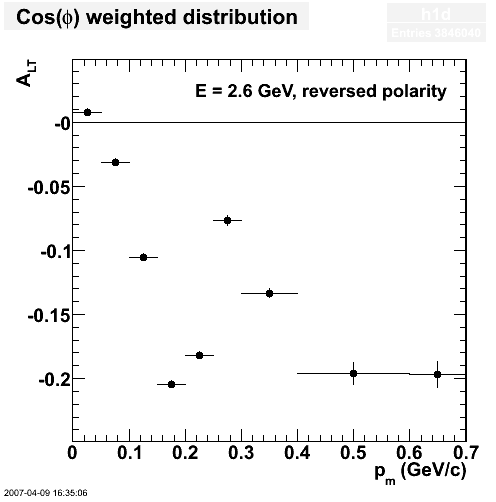 Cos(ϕ) weighted distribution
h1d
Entries 3846040
A_LT
E = 2.6 GeV, reversed polarity
-0
-0.05
-0.1
-0.15
-0.2
0 0.1 0.2 0.3 0.4 0.5 0.6 0.7
p_m (GeV/c)
2007-04-09 16:35:06